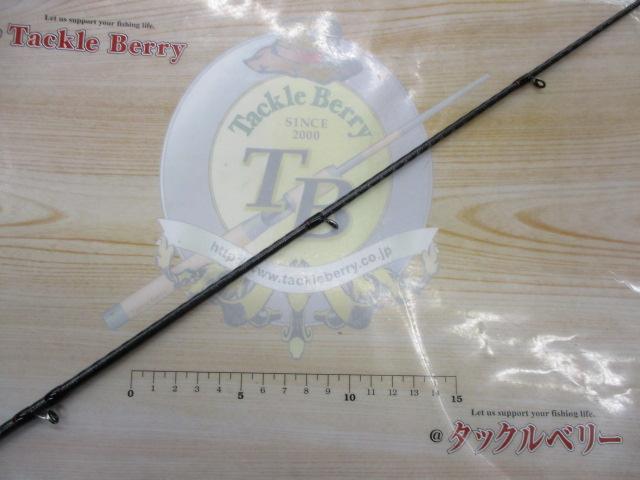 Let us support your fishing life.
@ Tackle Berry
Tackle Berry
SINCE
2000
TB
http://www.tackleberry.co.jp
0 1 2 3 4 5 6 7 8 9 10 11 12 13 14 15
Let us support your fishing life.
@ タックルベリー